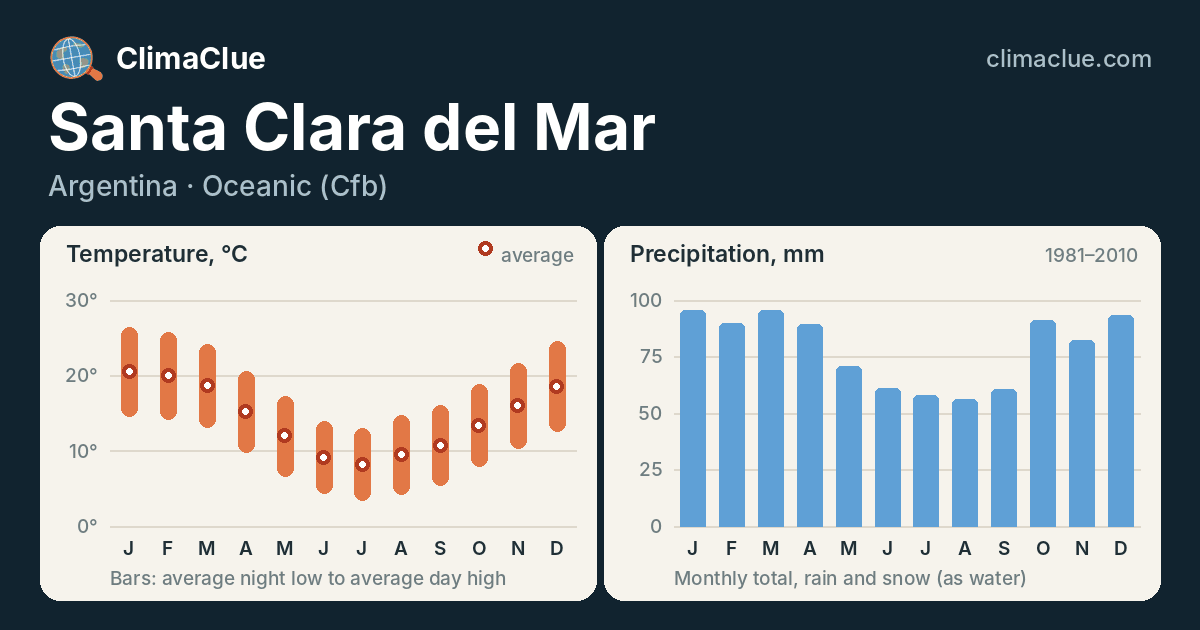 ClimaClue
climaclue.com
Santa Clara del Mar
Argentina · Oceanic (Cfb)
Temperature, °C
average
30°
20°
10°
0°
J F M A M J J A S O N D
Bars: average night low to average day high
Precipitation, mm
1981–2010
100
75
50
25
0
J F M A M J J A S O N D
Monthly total, rain and snow (as water)